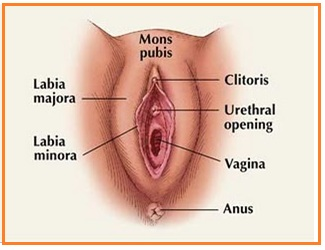 Mons
pubis
Labia
majora
Clitoris
Urethral
opening
Labia
minora
Vagina
Anus